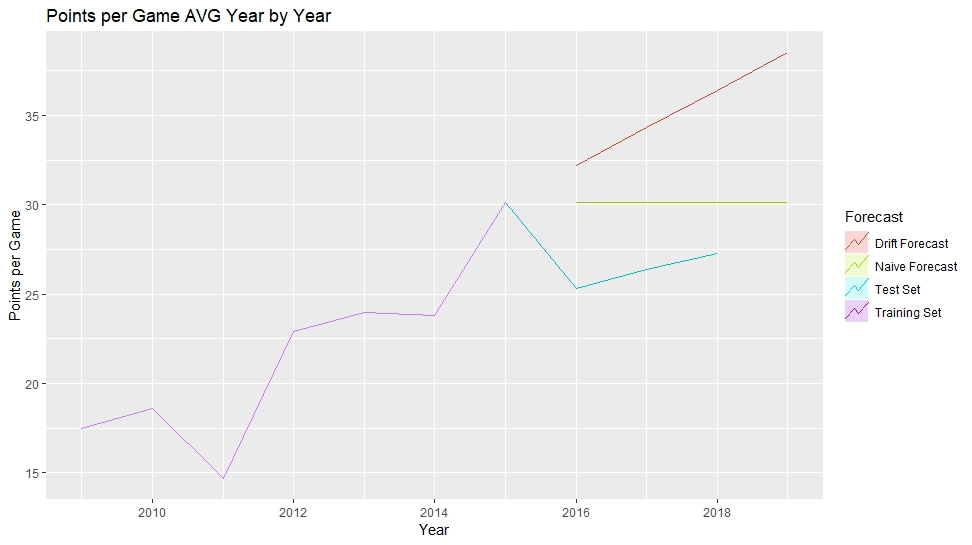 Points per Game AVG Year by Year
Points per Game
35
30
25
20
15
2010
2012
2014
2016
2018
Year
Forecast
Drift Forecast
Naive Forecast
Test Set
Training Set